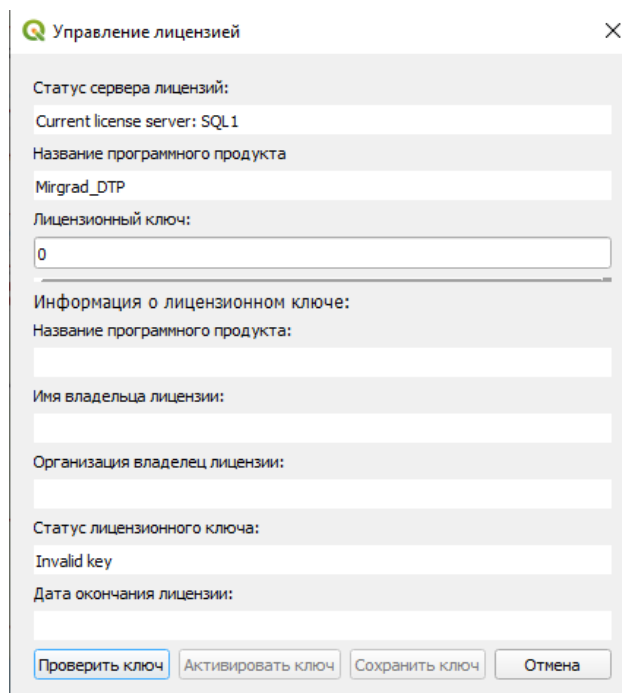 Управление лицензией
Статус сервера лицензий:
Current license server: SQL1
Название программного продукта
Mirgrad_DTP
Лицензионный ключ:
0
Информация о лицензионном ключе:
Название программного продукта:
Имя владельца лицензии:
Организация владелец лицензии:
Статус лицензионного ключа:
Invalid key
Дата окончания лицензии:
Проверить ключ Активировать ключ Сохранить ключ Отмена